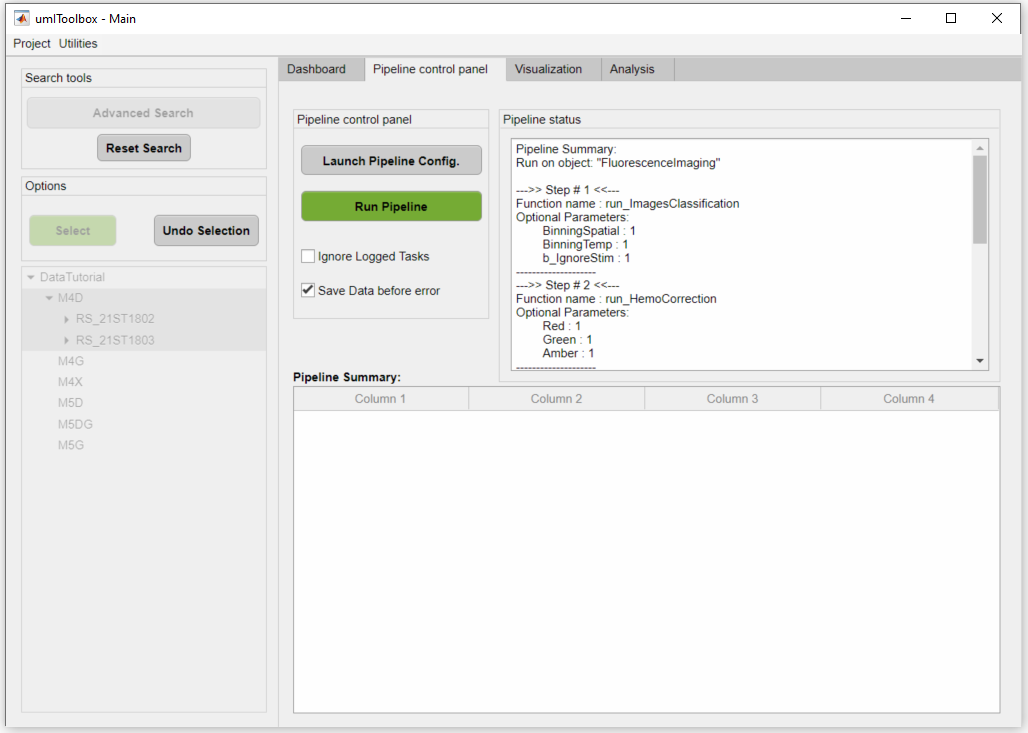 umIToolbox - Main
Project Utilities
Search tools
Advanced Search
Reset Search
Options
Select Undo Selection
DataTutorial
M4D
RS_21ST1802
RS_21ST1803
M4G
M4X
M5D
M5DG
M5G
Dashboard Pipeline control panel Visualization Analysis
Pipeline control panel
Launch Pipeline Config.
Run Pipeline
Ignore Logged Tasks
Save Data before error
Pipeline status
Pipeline Summary:
Run on object: "FluorescenceImaging"
--->> Step # 1 <<---
Function name : run_ImagesClassification
Optional Parameters:
BinningSpatial : 1
BinningTemp : 1
b_IgnoreStim : 1
--------------------
--->> Step # 2 <<---
Function name : run_HemoCorrection
Optional Parameters:
Red : 1
Green : 1
Amber : 1
--------------------
Pipeline Summary:
Column 1 Column 2 Column 3 Column 4